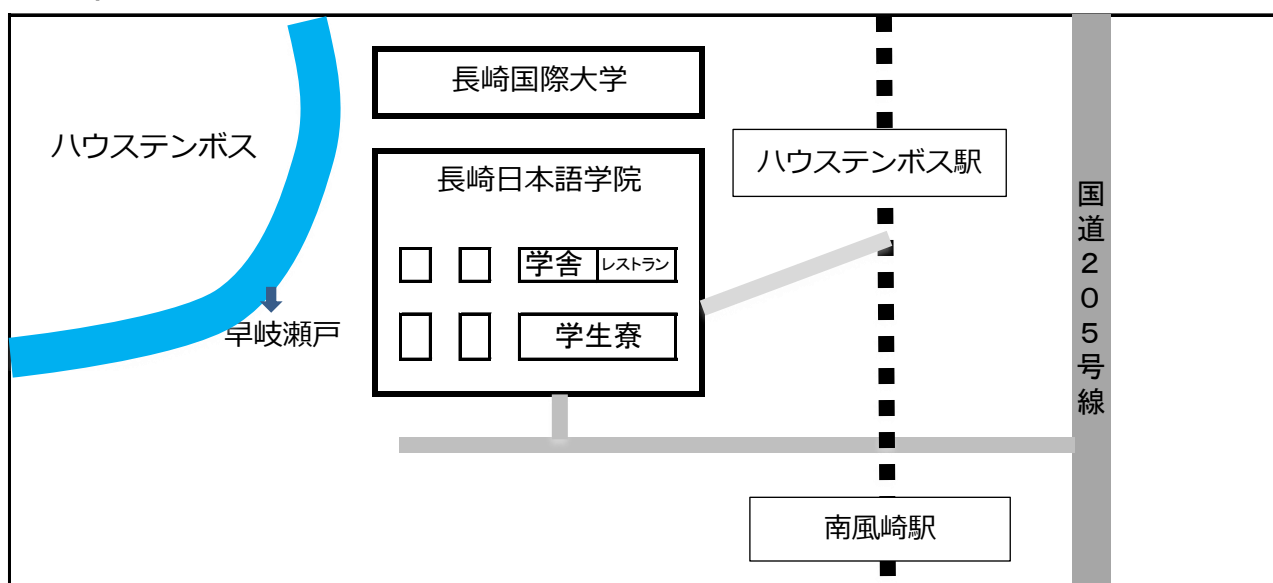 長崎国際大学
ハウステンボス
ハウステンボス駅
長崎日本語学院
国道205号線
学舎
レストラン
早岐瀬戸
学生寮
南風崎駅